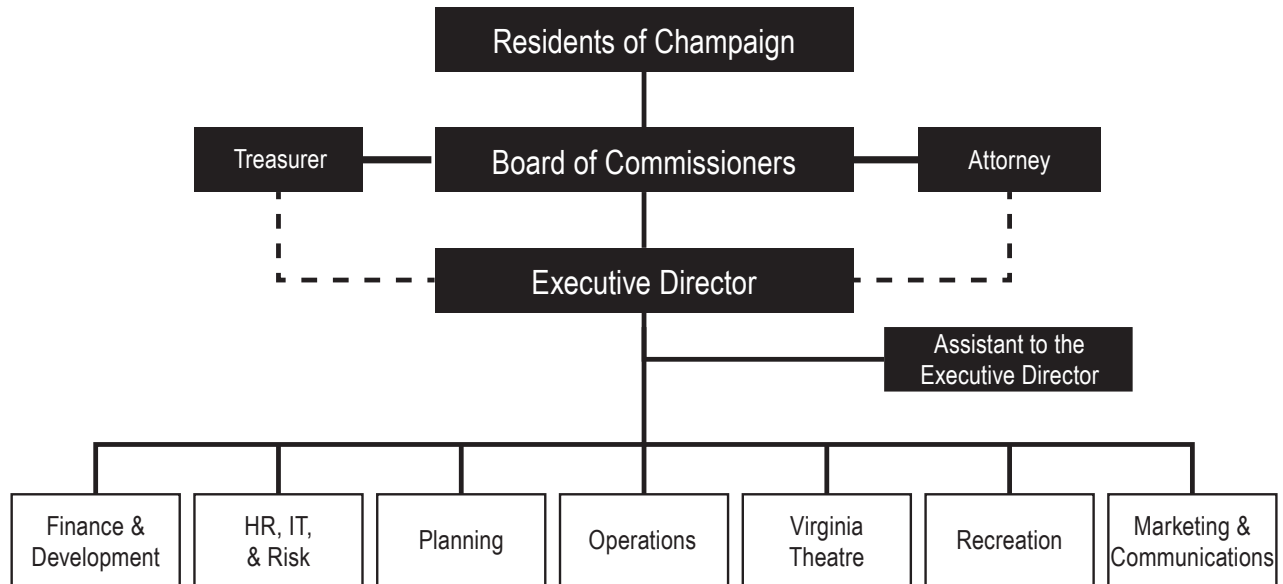 Residents of Champaign
Treasurer
Board of Commissioners
Attorney
Executive Director
Assistant to the
Executive Director
Finance &
Development
HR, IT,
& Risk
Planning
Operations
Virginia
Theatre
Recreation
Marketing &
Communications